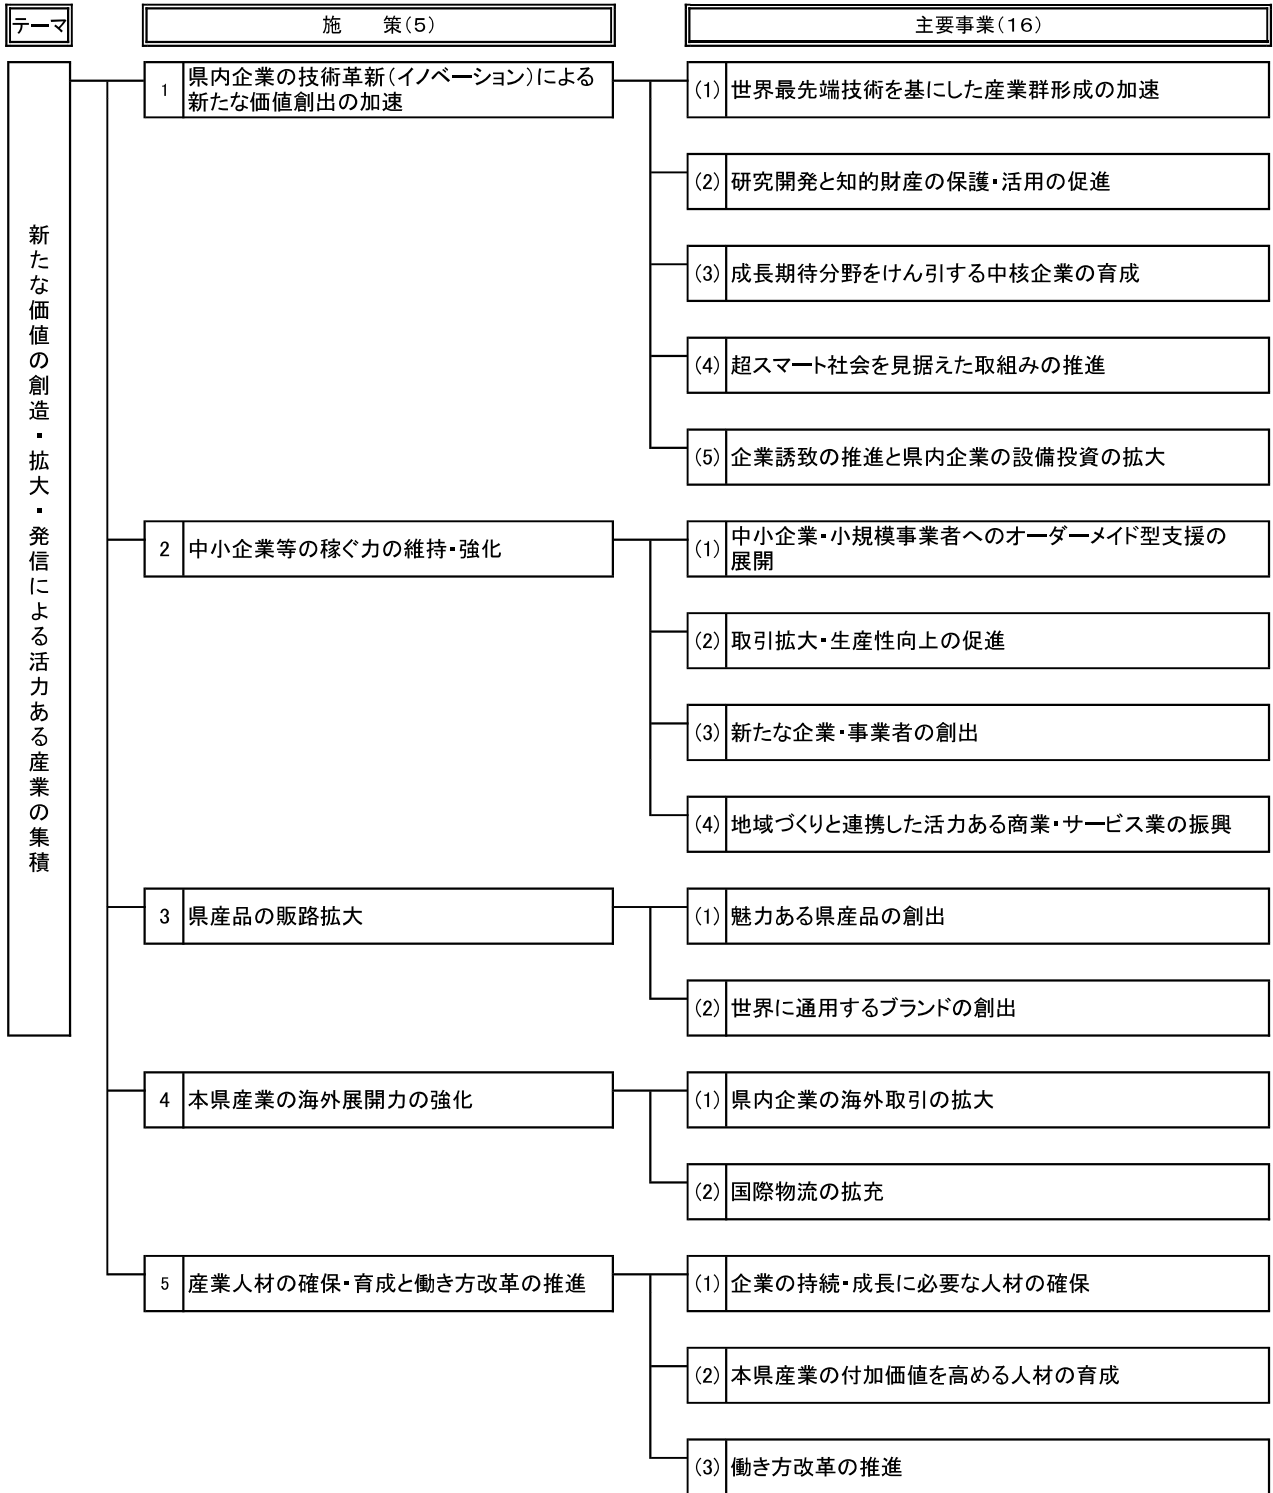 テーマ
施　　策(5)
主要事業(16)
新たな価値の創造・拡大・発信による活力ある産業の集積
1
県内企業の技術革新(イノベーション)による
新たな価値創出の加速
(1) 世界最先端技術を基にした産業群形成の加速
(2) 研究開発と知的財産の保護・活用の促進
(3) 成長期待分野をけん引する中核企業の育成
(4) 超スマート社会を見据えた取組みの推進
(5) 企業誘致の推進と県内企業の設備投資の拡大
2 中小企業等の稼ぐ力の維持・強化
(1) 中小企業・小規模事業者へのオーダーメイド型支援の
展開
(2) 取引拡大・生産性向上の促進
(3) 新たな企業・事業者の創出
(4) 地域づくりと連携した活力ある商業・サービス業の振興
3 県産品の販路拡大
(1) 魅力ある県産品の創出
(2) 世界に通用するブランドの創出
4 本県産業の海外展開力の強化
(1) 県内企業の海外取引の拡大
(2) 国際物流の拡充
5 産業人材の確保・育成と働き方改革の推進
(1) 企業の持続・成長に必要な人材の確保
(2) 本県産業の付加価値を高める人材の育成
(3) 働き方改革の推進